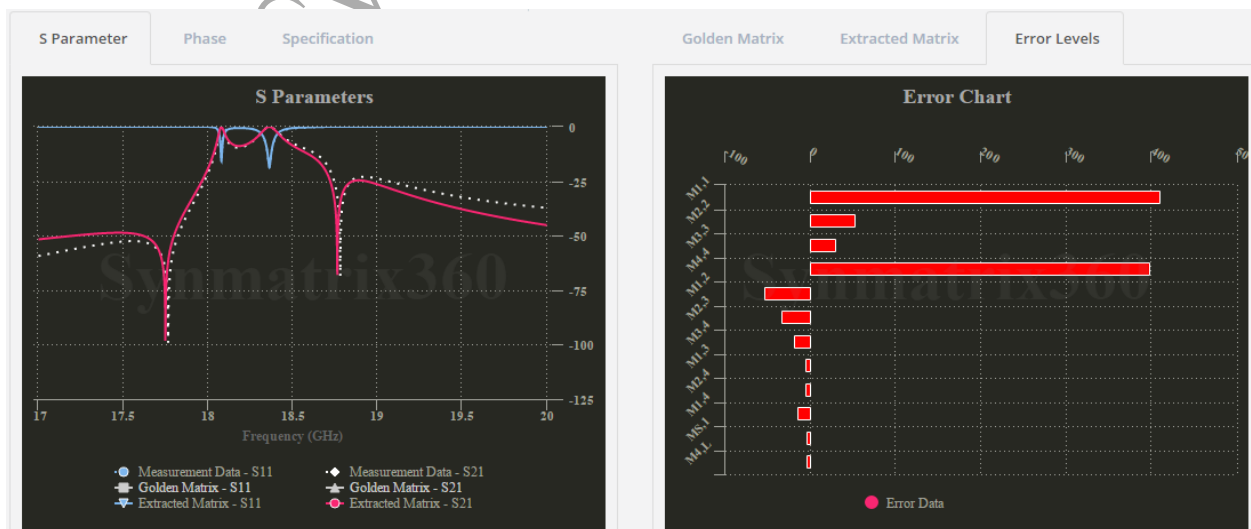 S Parameter Phase Specification
Golden Matrix Extracted Matrix Error Levels
S Parameters
0
-25
-50
-75
-100
-125
17 17.5 18 18.5 19 19.5 20
Frequency (GHz)
Synmatrix360
Measurement Data - S11 Measurement Data - S21
Golden Matrix - S11 Golden Matrix - S21
Extracted Matrix - S11 Extracted Matrix - S21
Error Chart
-100 0 100 200 300 400
M1,1
M2,2
M3,3
M4,4
M1,2
M2,3
M3,4
M1,3
M2,4
M1,4
MS,1
M4,L
Synmatrix360
Error Data